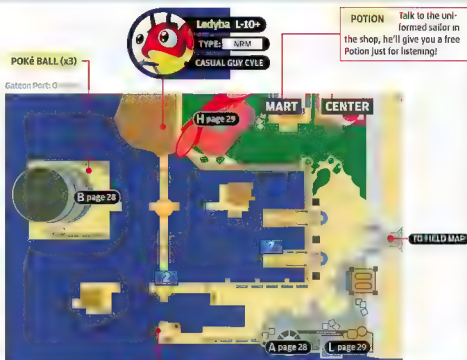 Ledyba L-10+
TYPE: NRM
CASUAL GUY CYLE
POTION Talk to the uni-
formed sailor in
the shop, he'll give you a free
Potion just for listening!
POKé BALL (x3)
Gateon Port:
MART
CENTER
H page 29
B page 28
TO FIELD MAP
?
2
A page 28
L page 29